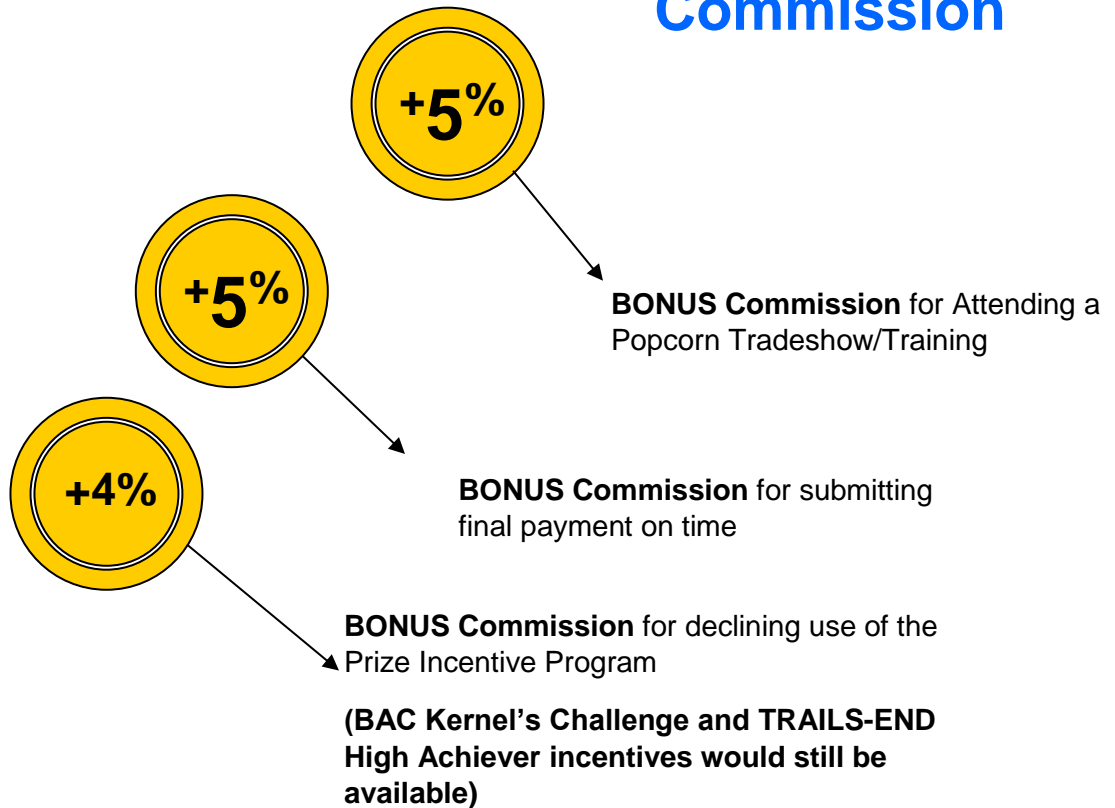 Commission
+5%
BONUS Commission for Attending a
Popcorn Tradeshow/Training
+5%
BONUS Commission for submitting
final payment on time
+4%
BONUS Commission for declining use of the
Prize Incentive Program
(BAC Kernel's Challenge and TRAILS-END
High Achiever incentives would still be
available)